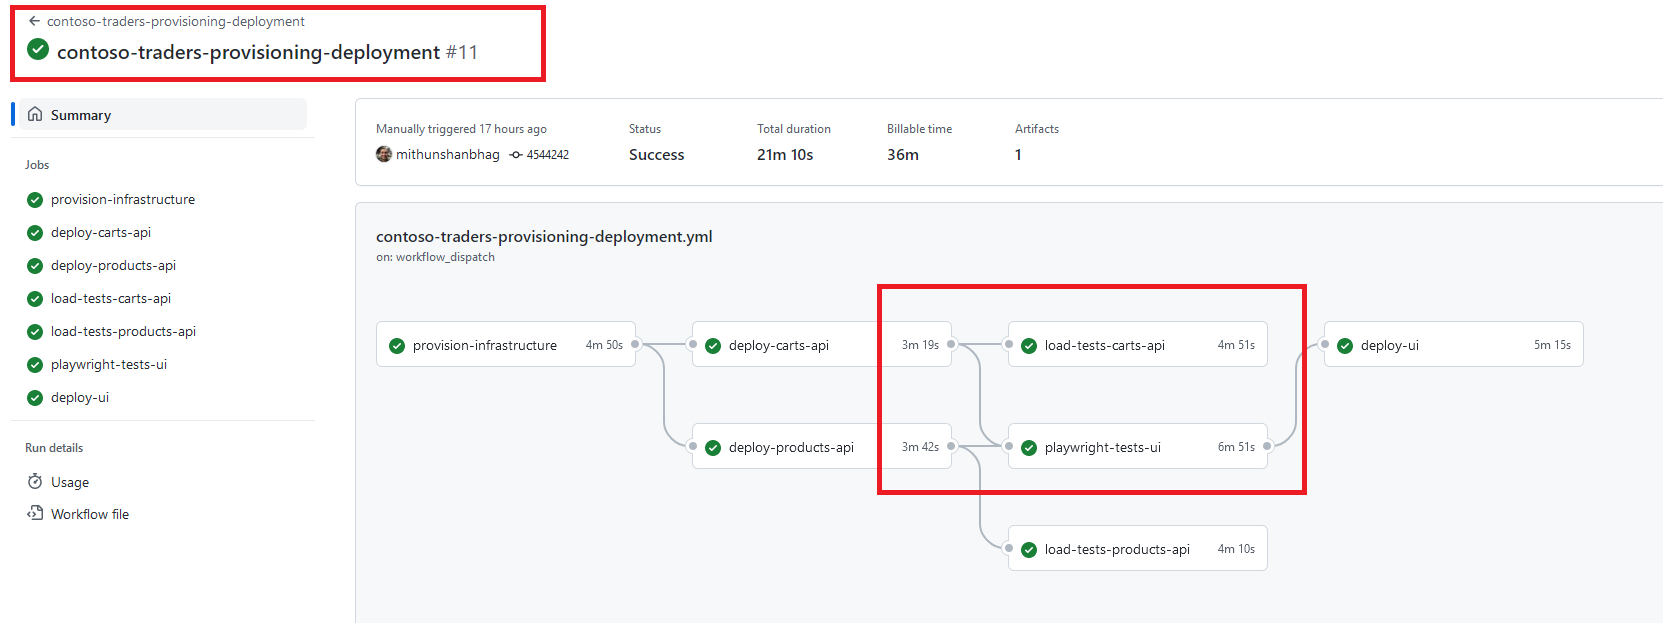 contoso-traders-provisioning-deployment
contoso-traders-provisioning-deployment #11
Summary
Jobs
provision-infrastructure
deploy-carts-api
deploy-products-api
load-tests-carts-api
load-tests-products-api
playwright-tests-ui
deploy-ui
Run details
Usage
Workflow file
Manually triggered 17 hours ago
mithunshanbhag 4544242
Status
Success
Total duration
21m 10s
Billable time
36m
Artifacts
1
contoso-traders-provisioning-deployment.yml
on: workflow_dispatch
provision-infrastructure 4m 50s
deploy-carts-api 3m 19s
load-tests-carts-api 4m 51s
deploy-ui 5m 15s
deploy-products-api 3m 42s
playwright-tests-ui 6m 51s
load-tests-products-api 4m 10s